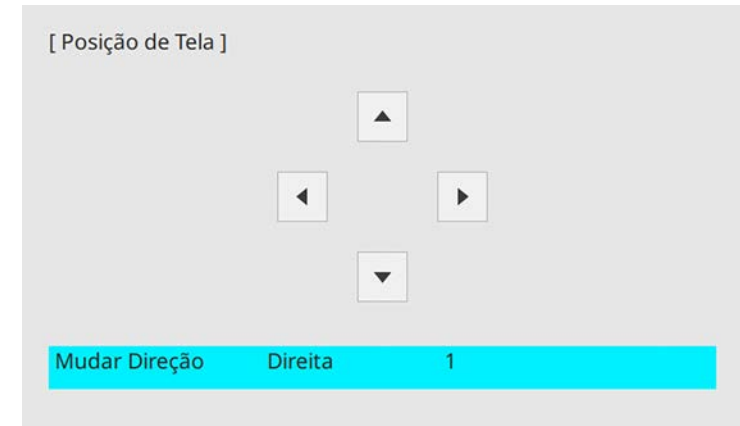 [ Posição de Tela ]
Mudar Direção Direita 1